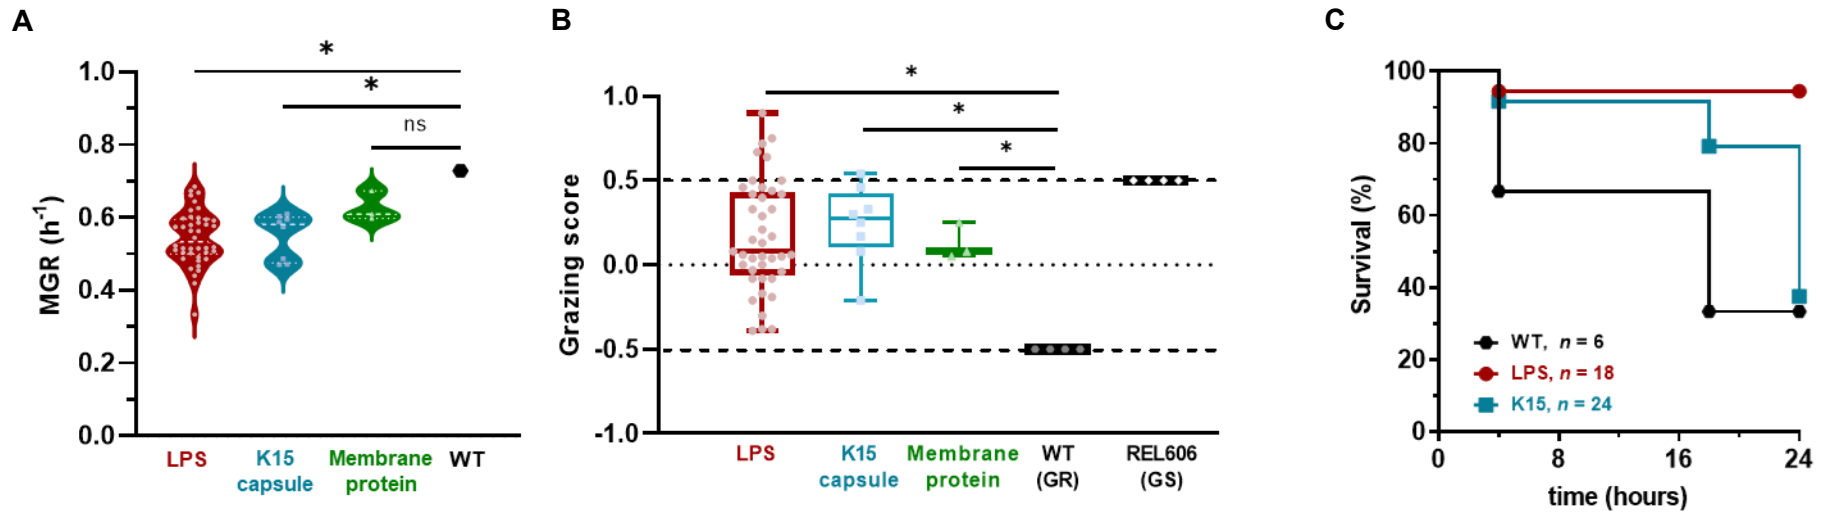 A
MGR (h-1)
1.0
0.8
0.6
0.4
0.2
0.0
*
*
ns
LPS
K15
capsule
Membrane
protein
WT
B
Grazing score
1.0
0.5
0.0
-0.5
-1.0
*
*
*
LPS
K15
capsule
Membrane
protein
WT
(GR)
REL606
(GS)
C
Survival (%)
100
80
60
40
20
0
WT, n = 6
LPS, n = 18
K15, n = 24
0 8 16 24
time (hours)